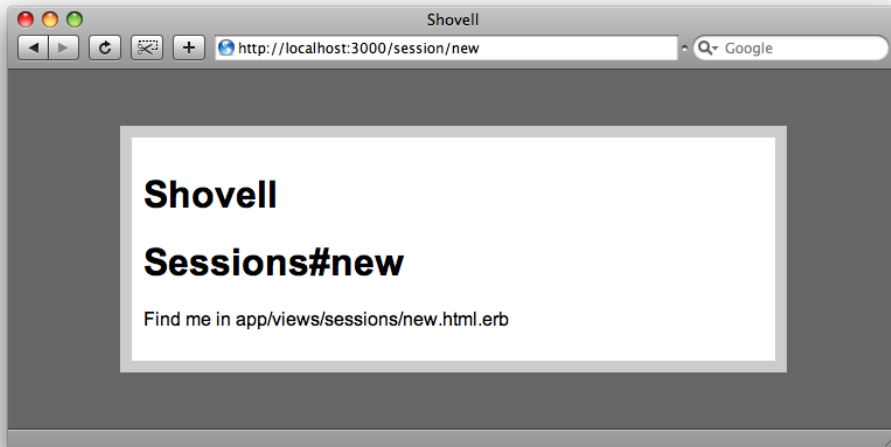 Shovell
http://localhost:3000/session/new
Google
Shovell
Sessions#new
Find me in app/views/sessions/new.html.erb